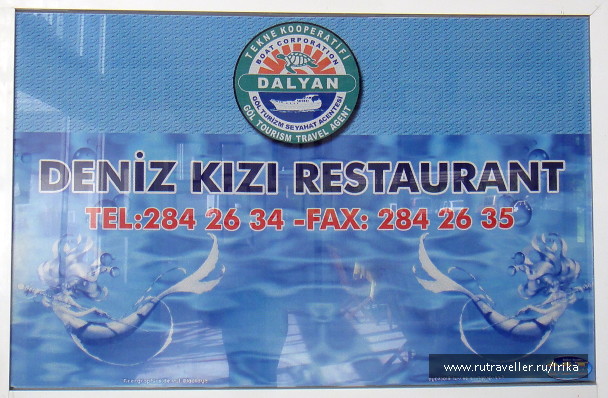 TEKNE KOOPERATİFİ
BOAT CORPORATION
DALYAN
GÖL TURİZM SEYAHAT ACENTESİ
GÖL TOURISM TRAVEL AGENT
DENİZ KIZI RESTAURANT
TEL:284 26 34 -FAX: 284 26 35
www.rutraveller.ru/Irika